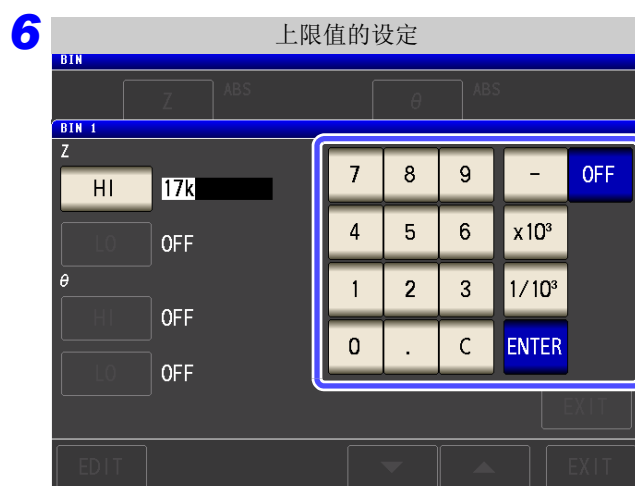 6
上限值的设定
BIN
Z ABS θ ABS
BIN 1
Z
HI 17k
LO OFF
θ
HI OFF
LO OFF
7 8 9 - OFF
4 5 6 x10³
1 2 3 1/10³
0 . C ENTER
EXIT
EDIT EXIT